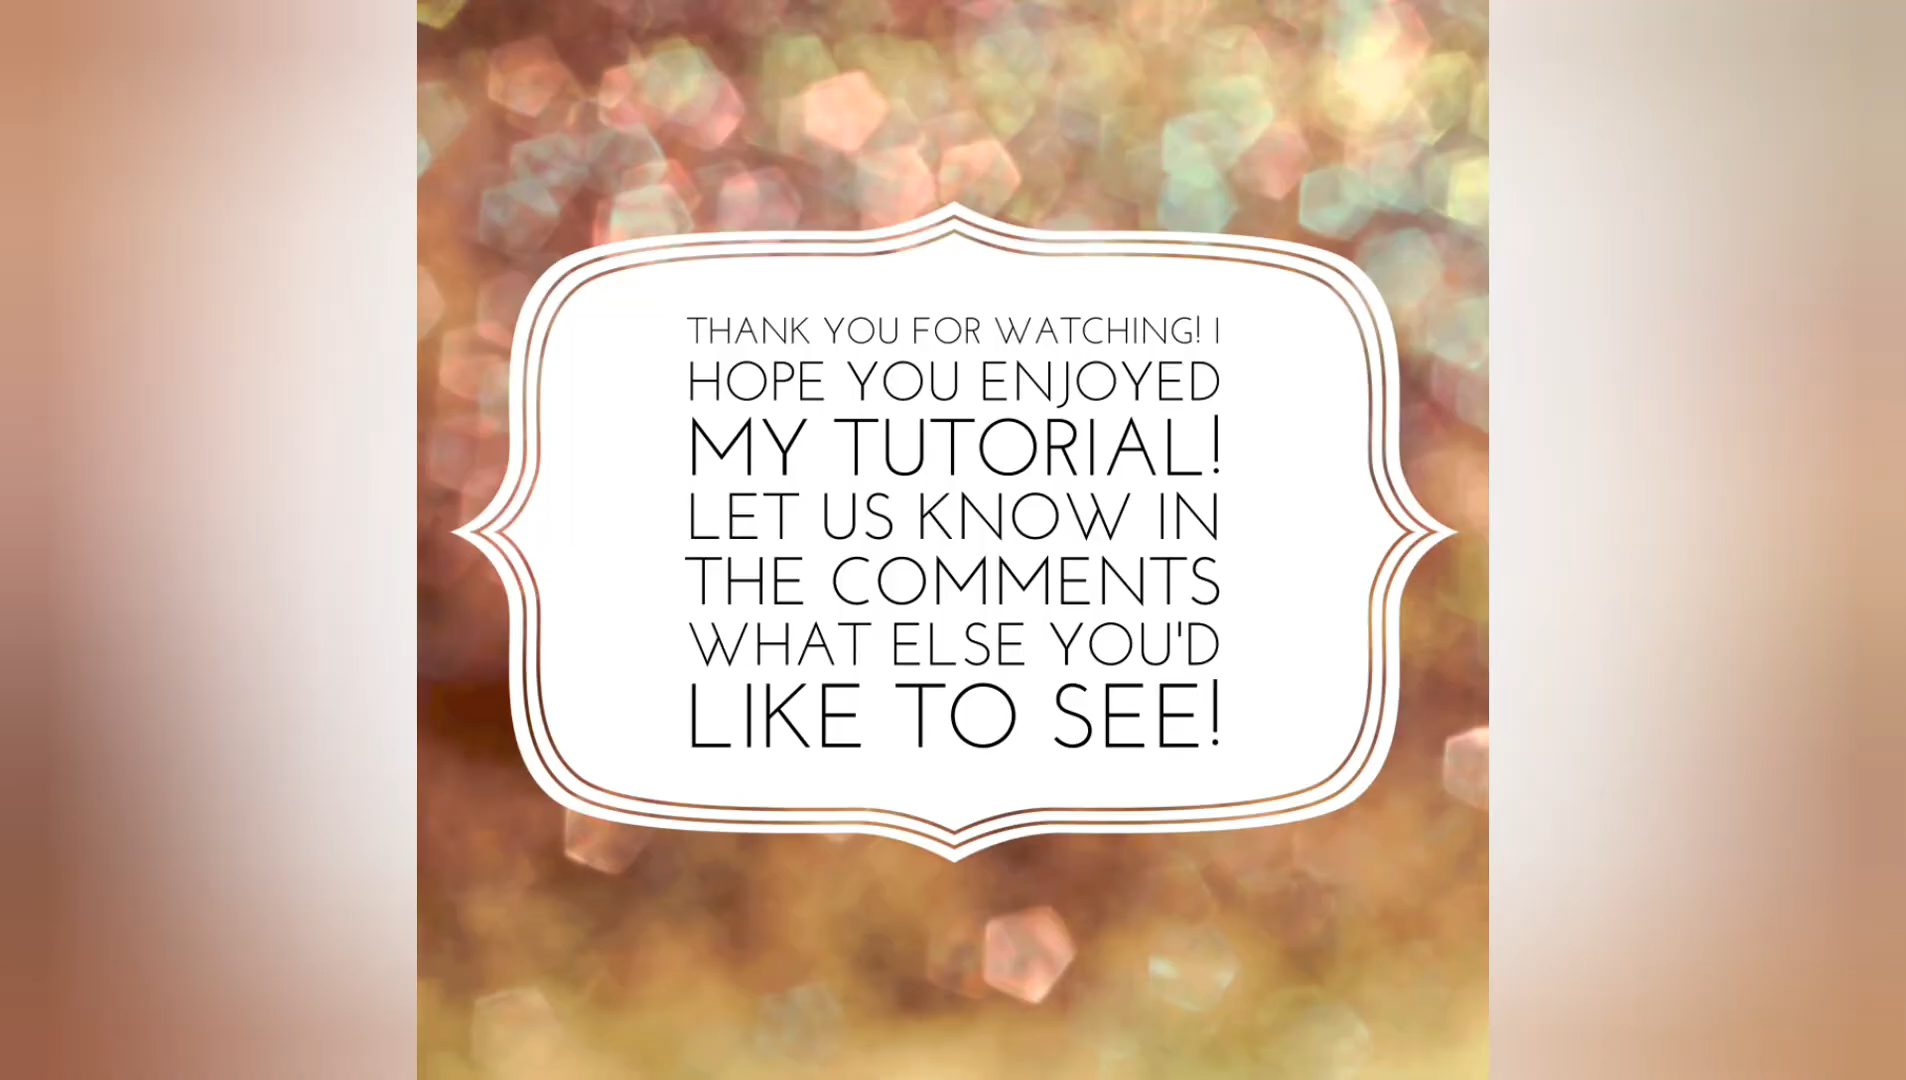 THANK YOU FOR WATCHING! I
HOPE YOU ENJOYED
MY TUTORIAL!
LET US KNOW IN
THE COMMENTS
WHAT ELSE YOU'D
LIKE TO SEE!